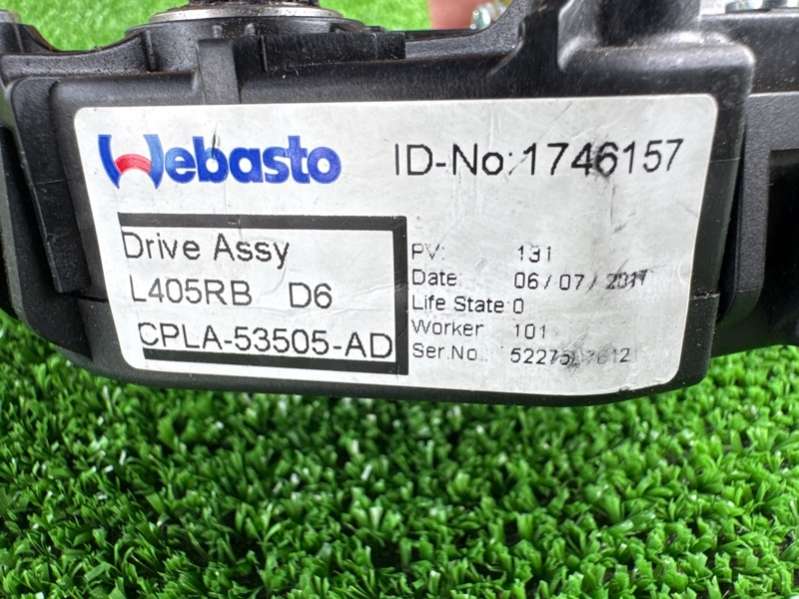 Webasto ID-No:1746157
Drive Assy
L405RB D6
CPLA-53505-AD
PV: 131
Date 06/07/2017
Life State:0
Worker 101
Ser.No.